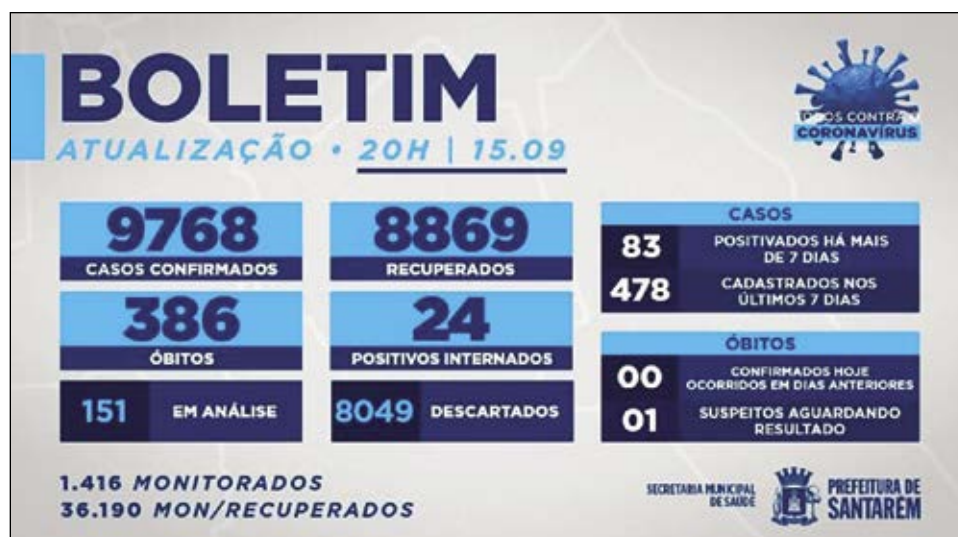 BOLETIM
ATUALIZAÇÃO • 20H | 15.09
TODOS CONTRA O
CORONAVÍRUS
9768
CASOS CONFIRMADOS
8869
RECUPERADOS
386
ÓBITOS
24
POSITIVOS INTERNADOS
151 EM ANÁLISE
8049 DESCARTADOS
CASOS
83 POSITIVADOS HÁ MAIS
DE 7 DIAS
478 CADASTRADOS NOS
ÚLTIMOS 7 DIAS
ÓBITOS
00 CONFIRMADOS HOJE
OCORRIDOS EM DIAS ANTERIORES
01 SUSPEITOS AGUARDANDO
RESULTADO
1.416 MONITORADOS
36.190 MON/RECUPERADOS
SECRETARIA MUNICIPAL
DE SAÚDE
PREFEITURA DE
SANTARÉM